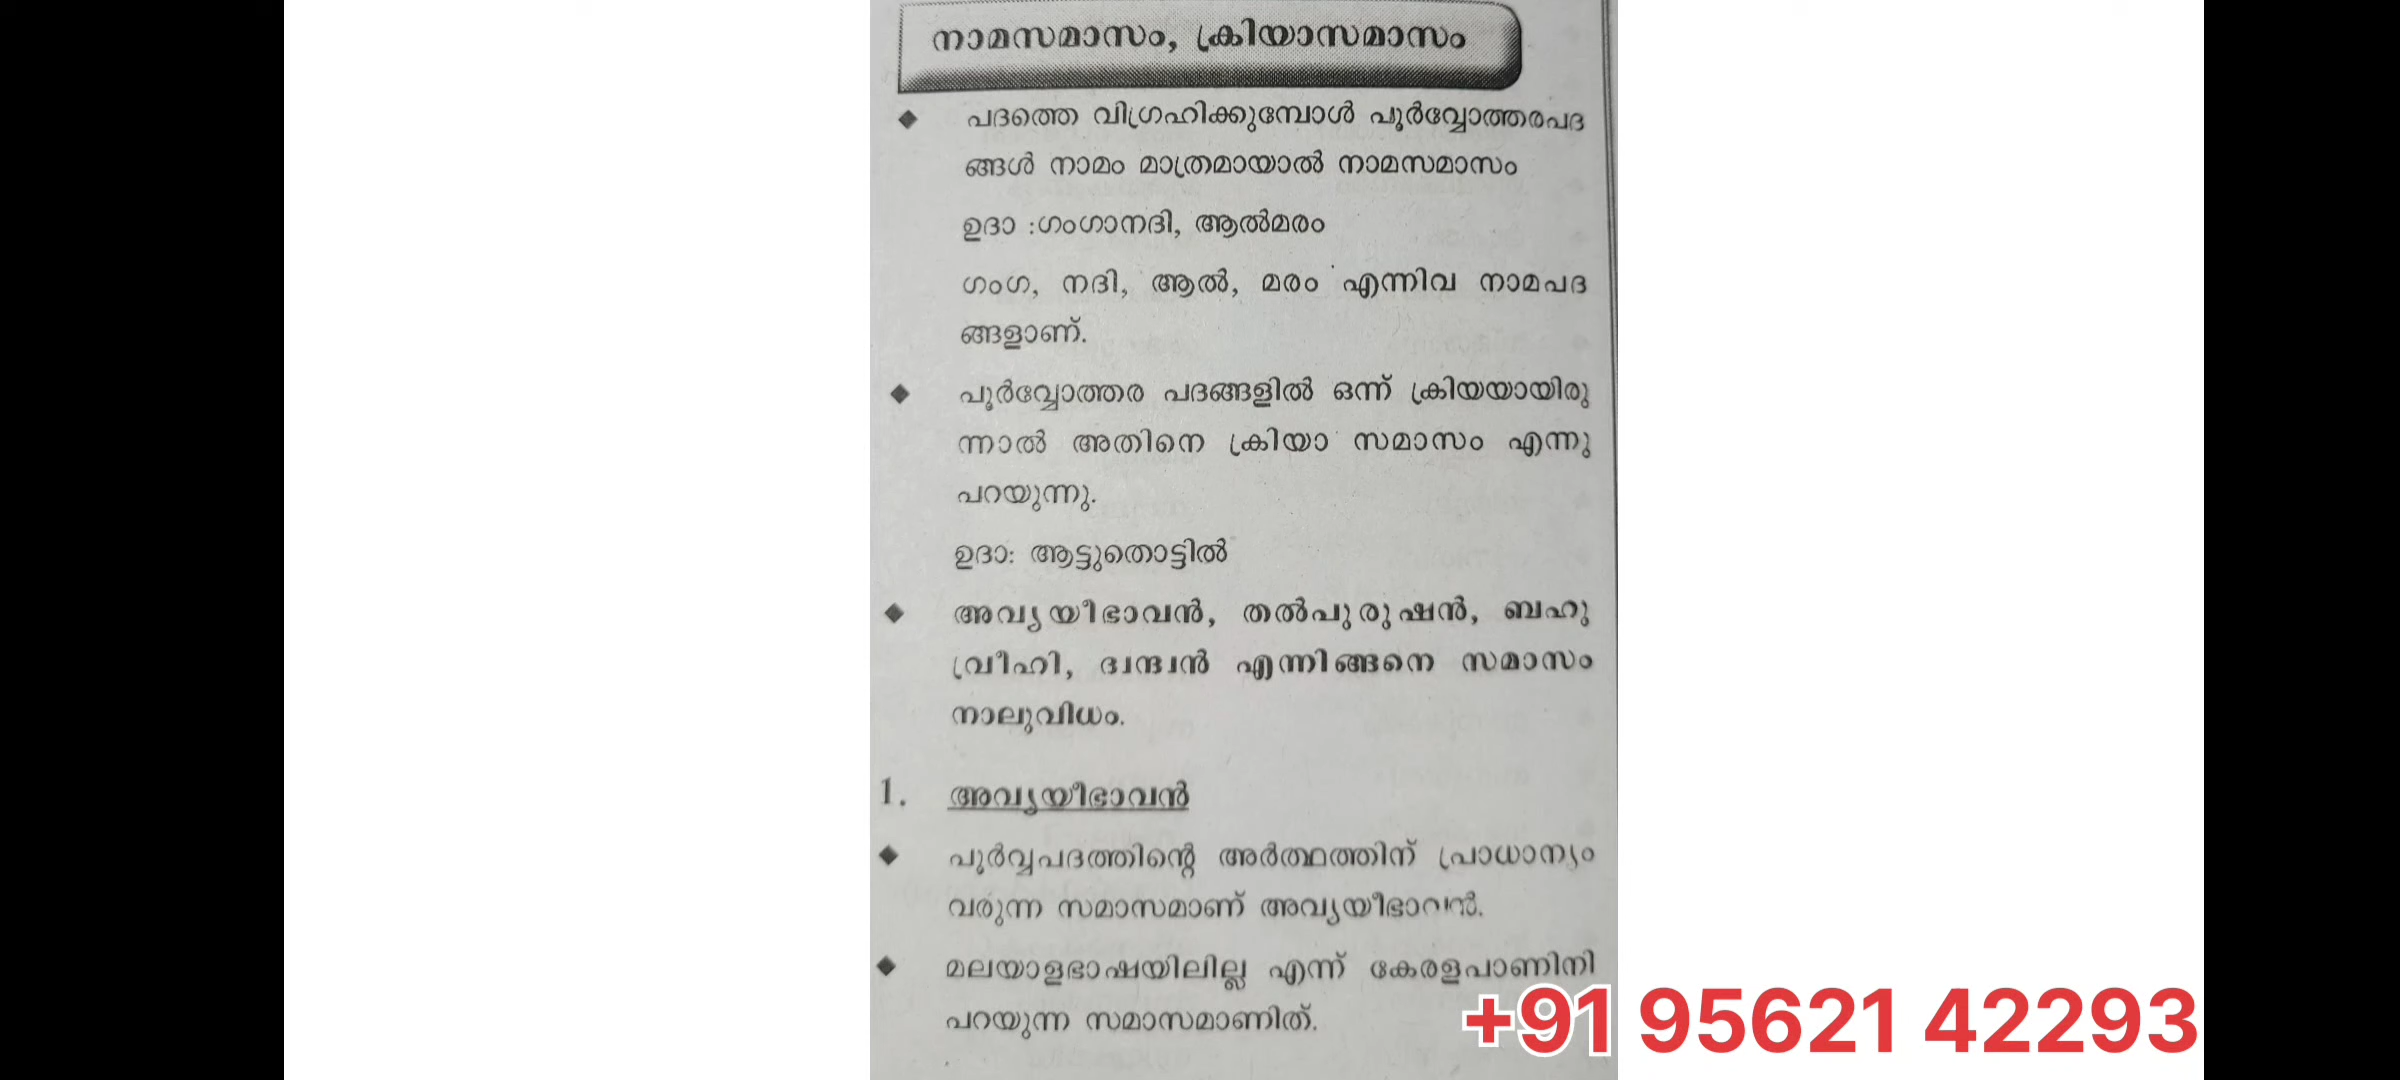 നാമസമാസം, ക്രിയാസമാസം
◆ പദത്തെ വിഗ്രഹിക്കുമ്പോൾ പൂർവ്വോത്തരപദ
ങ്ങൾ നാമം മാത്രമായാൽ നാമസമാസം
ഉദാ :ഗംഗാനദി, ആൽമരം
ഗംഗ, നദി, ആൽ, മരം എന്നിവ നാമപദ
ങ്ങളാണ്.
◆ പൂർവ്വോത്തര പദങ്ങളിൽ ഒന്ന് ക്രിയയായിരു
ന്നാൽ അതിനെ ക്രിയാ സമാസം എന്നു
പറയുന്നു.
ഉദാ: ആട്ടുതൊട്ടിൽ
◆ അവ്യയീഭാവൻ, തൽപുരുഷൻ, ബഹു
വ്രീഹി, ദ്വന്ദ്വൻ എന്നിങ്ങനെ സമാസം
നാലുവിധം.
1. അവ്യയീഭാവൻ
◆ പൂർവ്വപദത്തിന്റെ അർത്ഥത്തിന് പ്രാധാന്യം
വരുന്ന സമാസമാണ് അവ്യയീഭാവൻ.
◆ മലയാളഭാഷയിലില്ല എന്ന് കേരളപാണിനി
പറയുന്ന സമാസമാണിത്.
+91 95621 42293